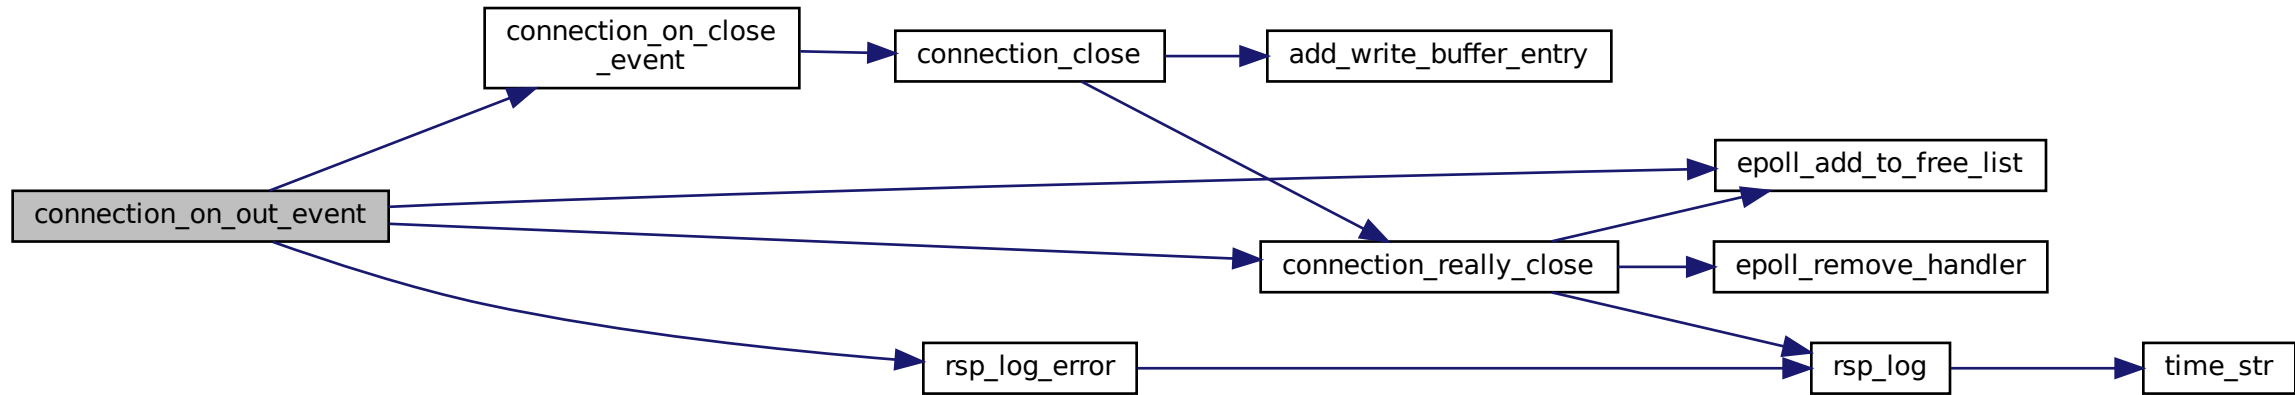 connection_on_close
_event
connection_close
add_write_buffer_entry
epoll_add_to_free_list
connection_on_out_event
connection_really_close
epoll_remove_handler
rsp_log_error
rsp_log
time_str